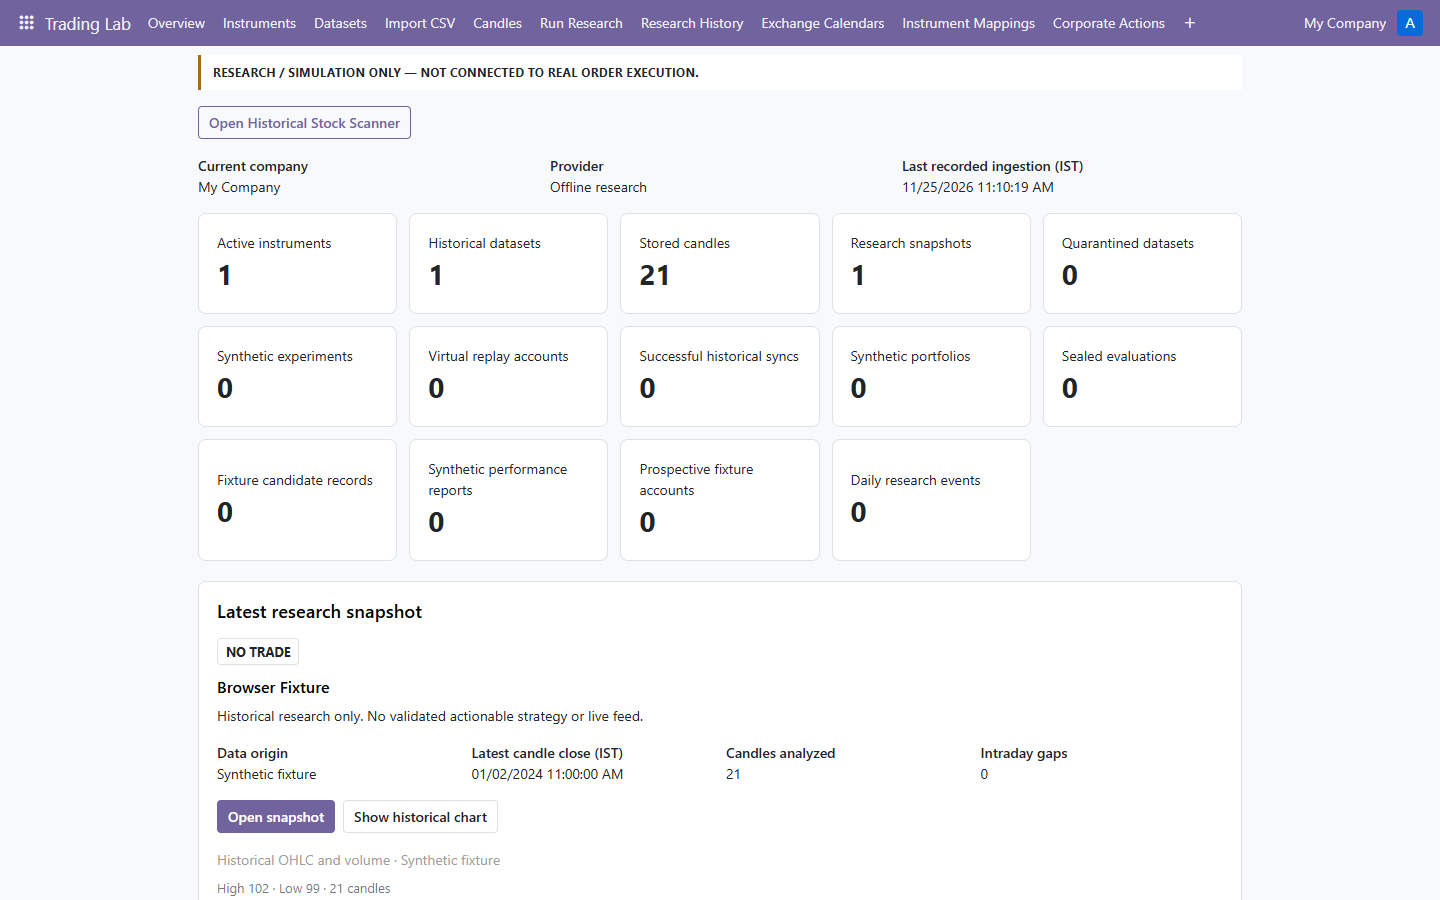 Trading Lab Overview Instruments Datasets Import CSV Candles Run Research Research History Exchange Calendars Instrument Mappings Corporate Actions + My Company A
RESEARCH / SIMULATION ONLY — NOT CONNECTED TO REAL ORDER EXECUTION.
Open Historical Stock Scanner
Current company Provider Last recorded ingestion (IST)
My Company Offline research 11/25/2026 11:10:19 AM
Active instruments Historical datasets Stored candles Research snapshots Quarantined datasets
1 1 21 1 0
Synthetic experiments Virtual replay accounts Successful historical syncs Synthetic portfolios Sealed evaluations
0 0 0 0 0
Fixture candidate records
0
Synthetic performance
reports
0
Prospective fixture
accounts
0
Daily research events
0
Latest research snapshot
NO TRADE
Browser Fixture
Historical research only. No validated actionable strategy or live feed.
Data origin Latest candle close (IST) Candles analyzed Intraday gaps
Synthetic fixture 01/02/2024 11:00:00 AM 21 0
Open snapshot Show historical chart
Historical OHLC and volume · Synthetic fixture
High 102 · Low 99 · 21 candles